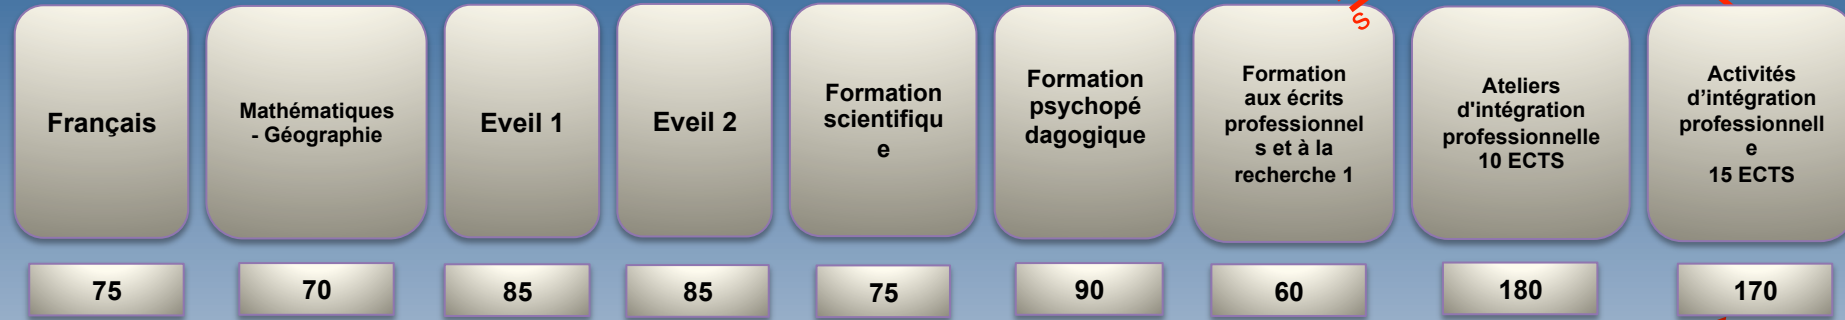 Français
Mathématiques
- Géographie
Eveil 1
Eveil 2
Formation
scientifiqu
e
Formation
psychopé
dagogique
Formation
aux écrits
professionnel
s et à la
recherche 1
Ateliers
d'intégration
professionnelle
10 ECTS
Activités
d’intégration
professionnell
e
15 ECTS
75
70
85
85
75
90
60
180
170